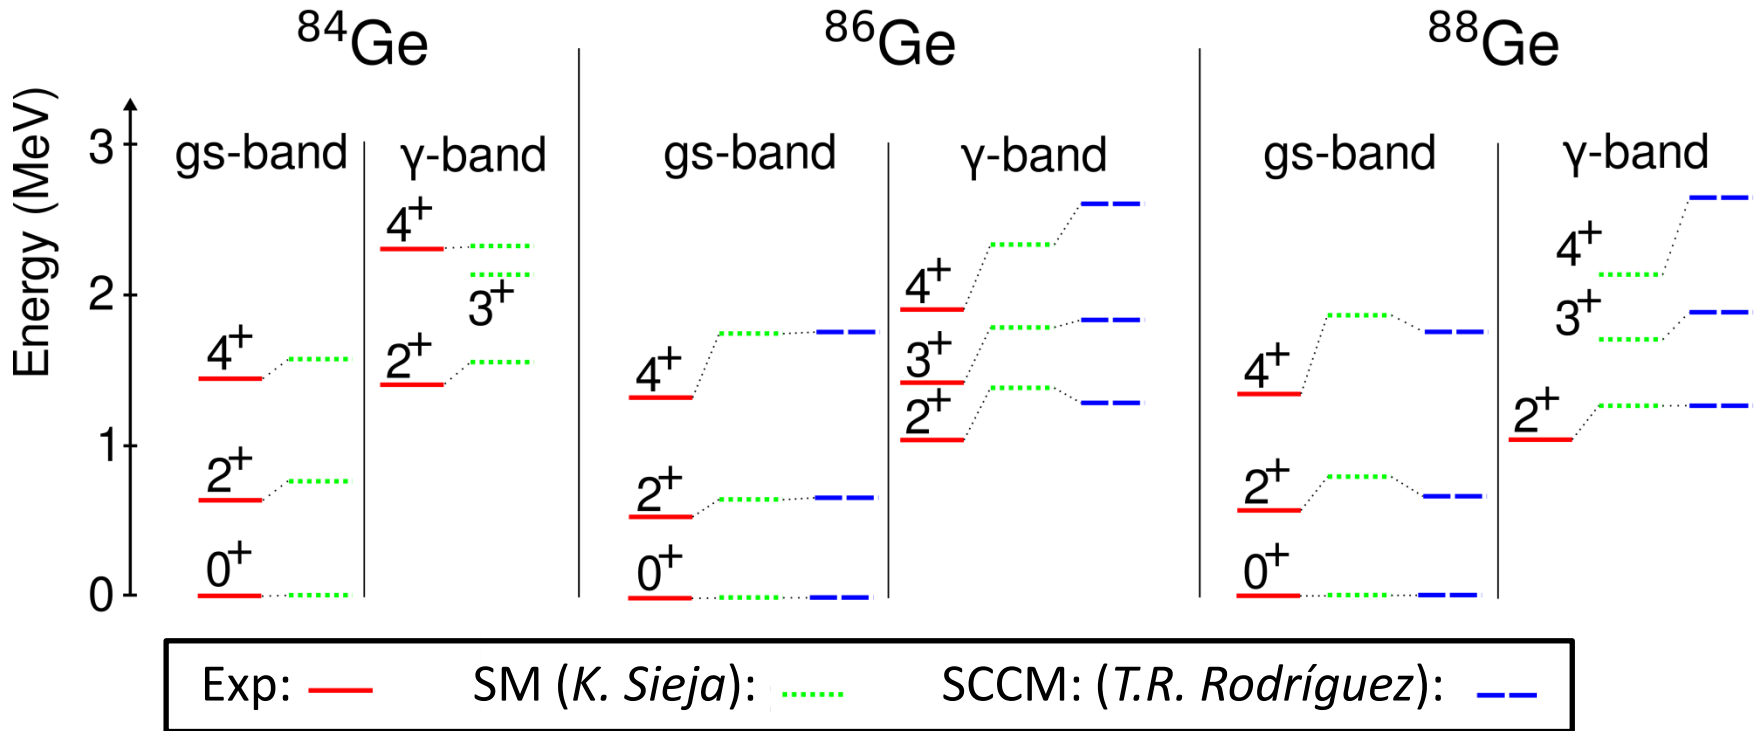 ⁸⁴Ge ⁸⁶Ge ⁸⁸Ge
Energy (MeV)
3
2
1
0
gs-band
4⁺
2⁺
0⁺
γ-band
4⁺
3⁺
2⁺
gs-band
4⁺
2⁺
0⁺
γ-band
4⁺
3⁺
2⁺
gs-band
4⁺
2⁺
0⁺
γ-band
4⁺
3⁺
2⁺
Exp: SM (K. Sieja): SCCM: (T.R. Rodríguez):